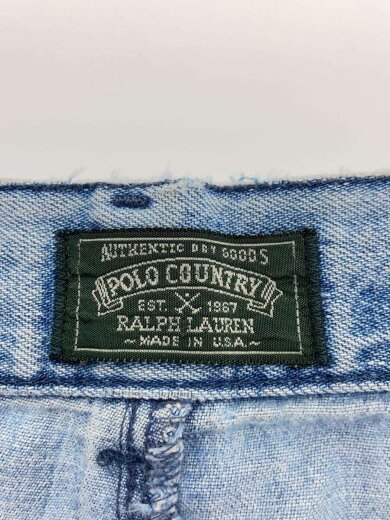 AUTHENTIC DRY GOODS
POLO COUNTRY
EST. 1967
RALPH LAUREN
~ MADE IN U.S.A. ~